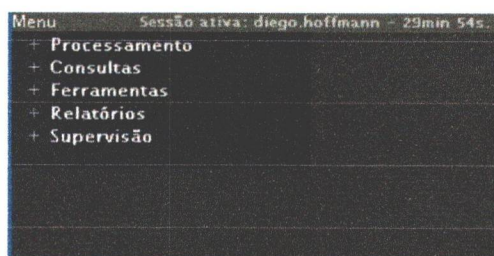 Menu Sessão ativa: diego.hoffmann - 29min 54s.
+ Processamento
+ Consultas
+ Ferramentas
+ Relatórios
+ Supervisão